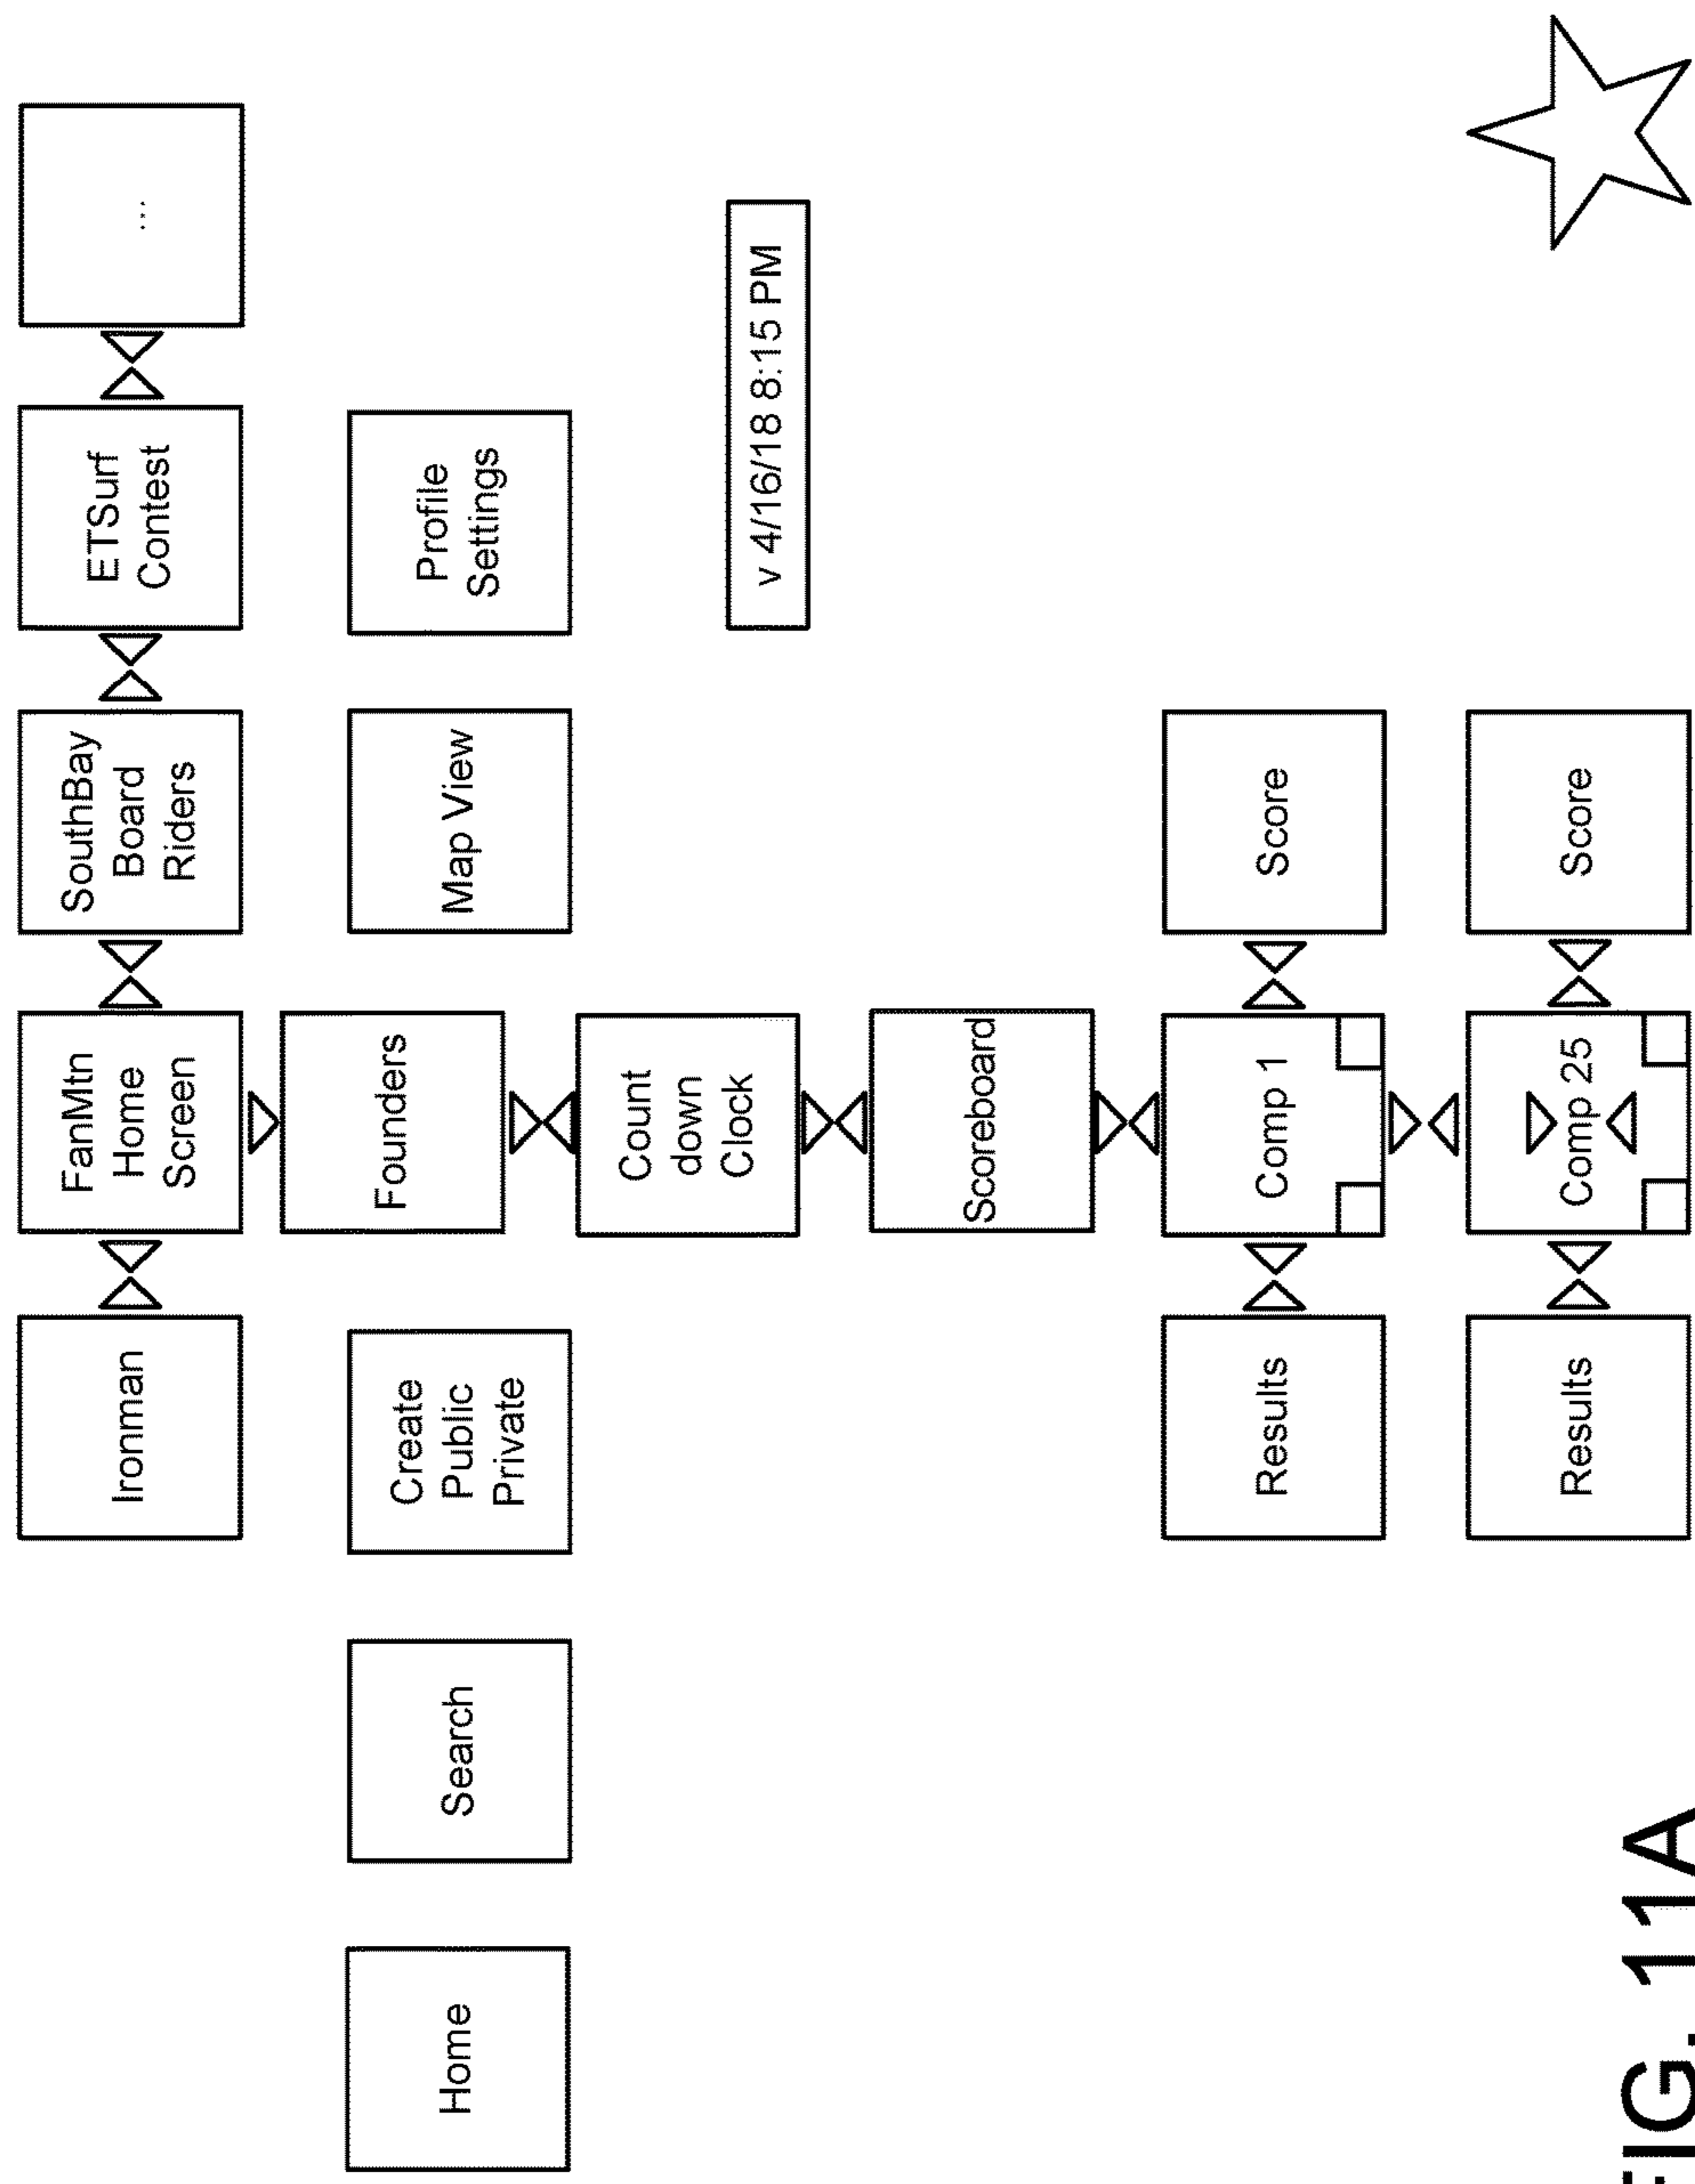 Ironman
FanMtn
Home
Screen
SouthBay
Board
Riders
ETSurf
Contest
...
Home
Search
Create
Public
Private
Founders
Map View
Profile
Settings
Count
down
Clock
v 4/16/18 8:15 PM
Scoreboard
Results
Comp 1
Score
Results
Comp 25
Score
FIG. 11A